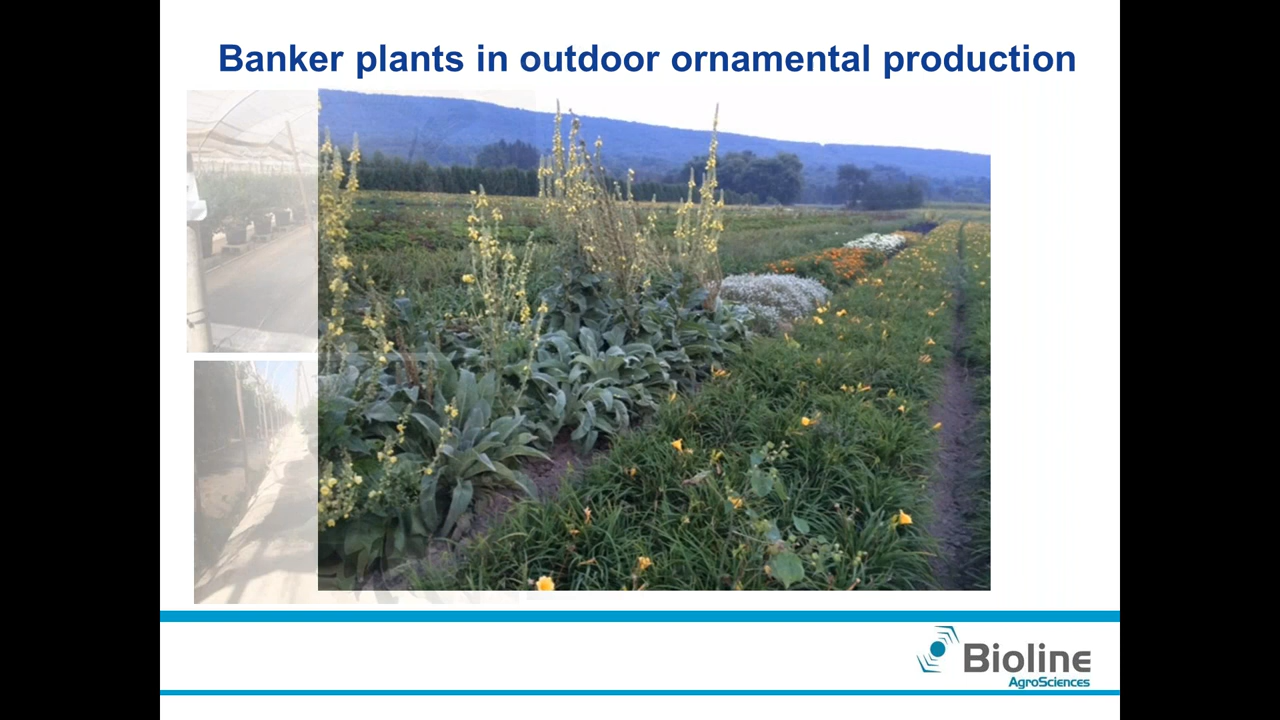 Banker plants in outdoor ornamental production
Bioline
AgroSciences